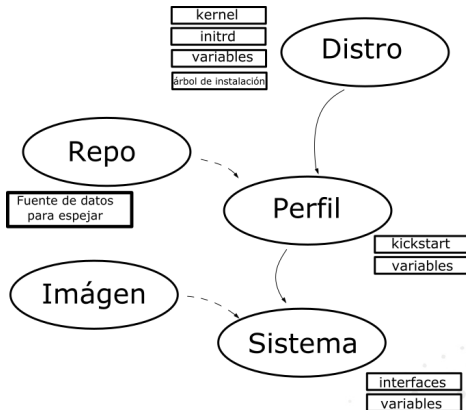 kernel
initrd
variables
árbol de instalación
Distro
Repo
Fuente de datos
para espejar
Perfil
kickstart
variables
Imágen
Sistema
interfaces
variables